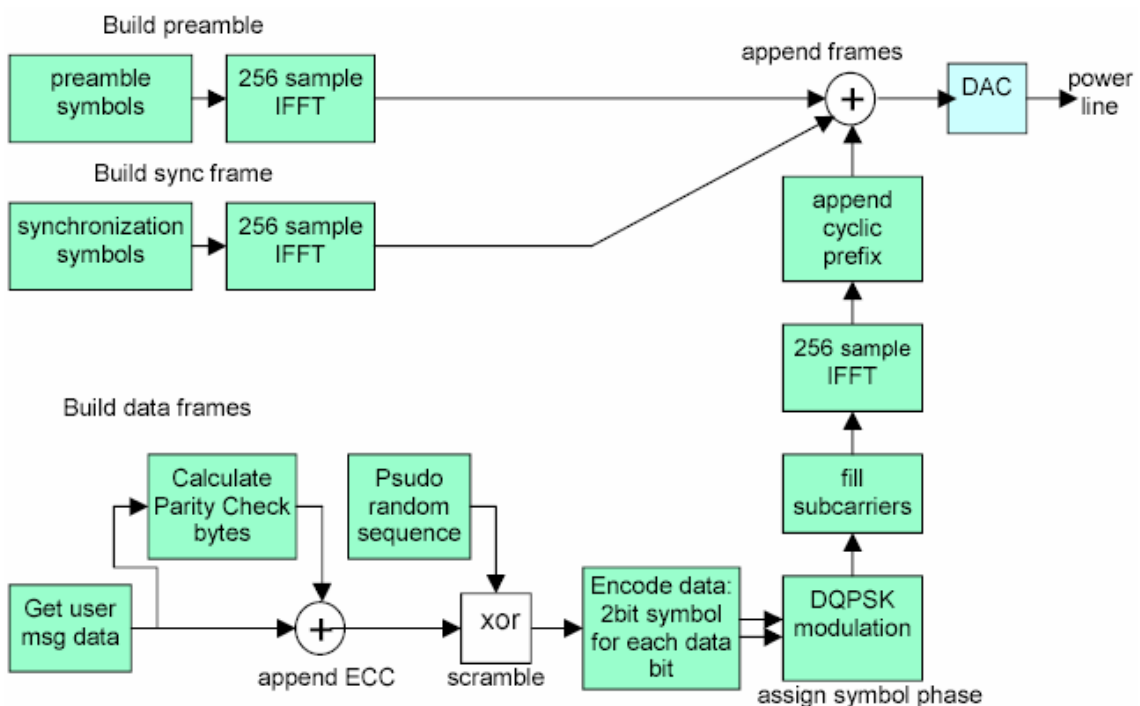 Build preamble
preamble
symbols
256 sample
IFFT
append frames
+
DAC
power
line
Build sync frame
synchronization
symbols
256 sample
IFFT
append
cyclic
prefix
256 sample
IFFT
Build data frames
Calculate
Parity Check
bytes
Psudo
random
sequence
fill
subcarriers
Get user
msg data
+
append ECC
xor
scramble
Encode data:
2bit symbol
for each data
bit
DQPSK
modulation
assign symbol phase